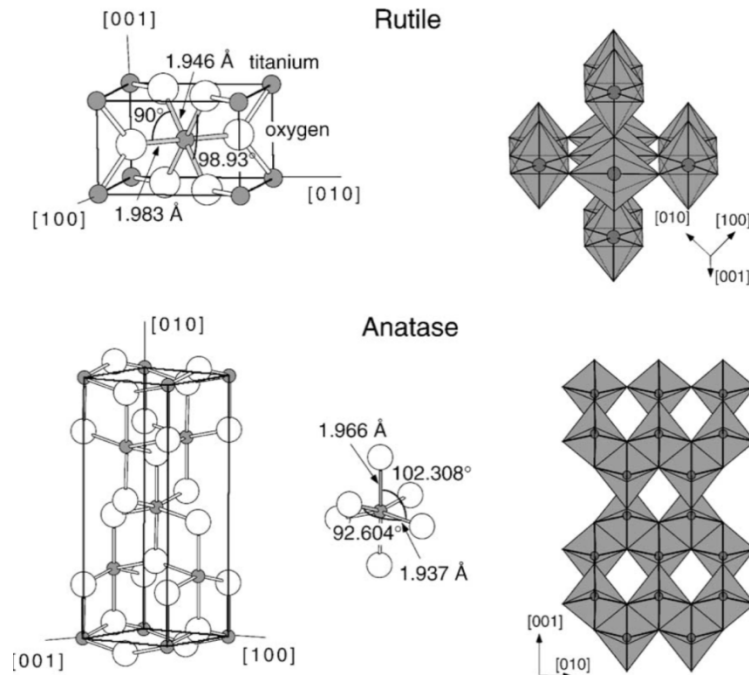 Rutile
[001]
1.946 Å
titanium
90°
oxygen
98.93°
[010]
[100]
1.983 Å
[010]
[100]
[001]
Anatase
[010]
1.966 Å
102.308°
92.604°
1.937 Å
[001]
[100]
[001]
[010]